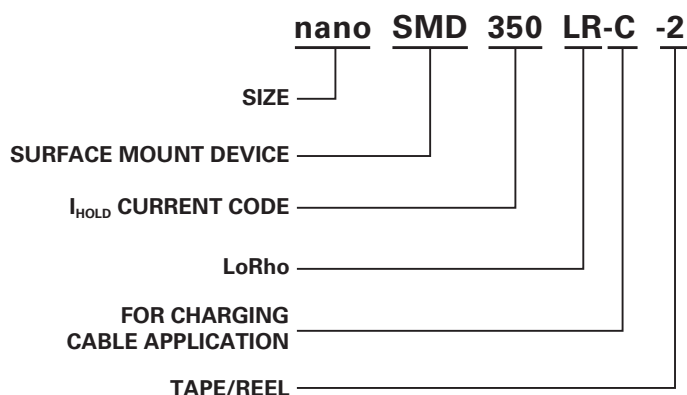 nano SMD 350 LR-C -2
SIZE
SURFACE MOUNT DEVICE
IHOLD CURRENT CODE
LoRho
FOR CHARGING
CABLE APPLICATION
TAPE/REEL